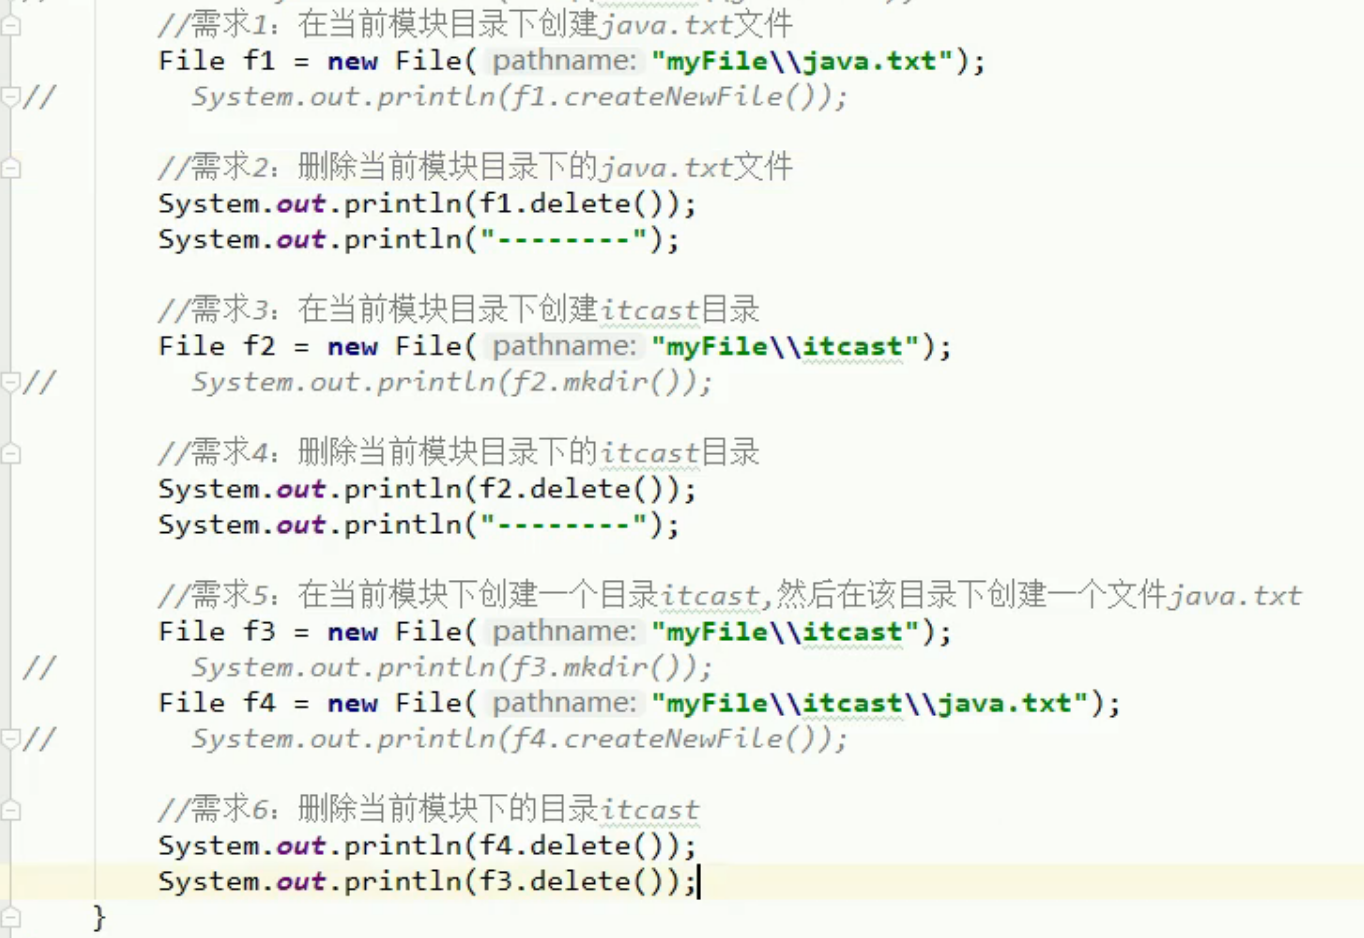 //需求1：在当前模块目录下创建java.txt文件
File f1 = new File( pathname: "myFile\\java.txt");
// System.out.println(f1.createNewFile());
//需求2：删除当前模块目录下的java.txt文件
System.out.println(f1.delete());
System.out.println("--------");
//需求3：在当前模块目录下创建itcast目录
File f2 = new File( pathname: "myFile\\itcast");
// System.out.println(f2.mkdir());
//需求4：删除当前模块目录下的itcast目录
System.out.println(f2.delete());
System.out.println("--------");
//需求5：在当前模块下创建一个目录itcast,然后在该目录下创建一个文件java.txt
File f3 = new File( pathname: "myFile\\itcast");
// System.out.println(f3.mkdir());
File f4 = new File( pathname: "myFile\\itcast\\java.txt");
// System.out.println(f4.createNewFile());
//需求6：删除当前模块下的目录itcast
System.out.println(f4.delete());
System.out.println(f3.delete());
}